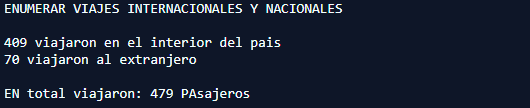 ENUMERAR VIAJES INTERNACIONALES Y NACIONALES
409 viajaron en el interior del pais
70 viajaron al extranjero
EN total viajaron: 479 PAsajeros